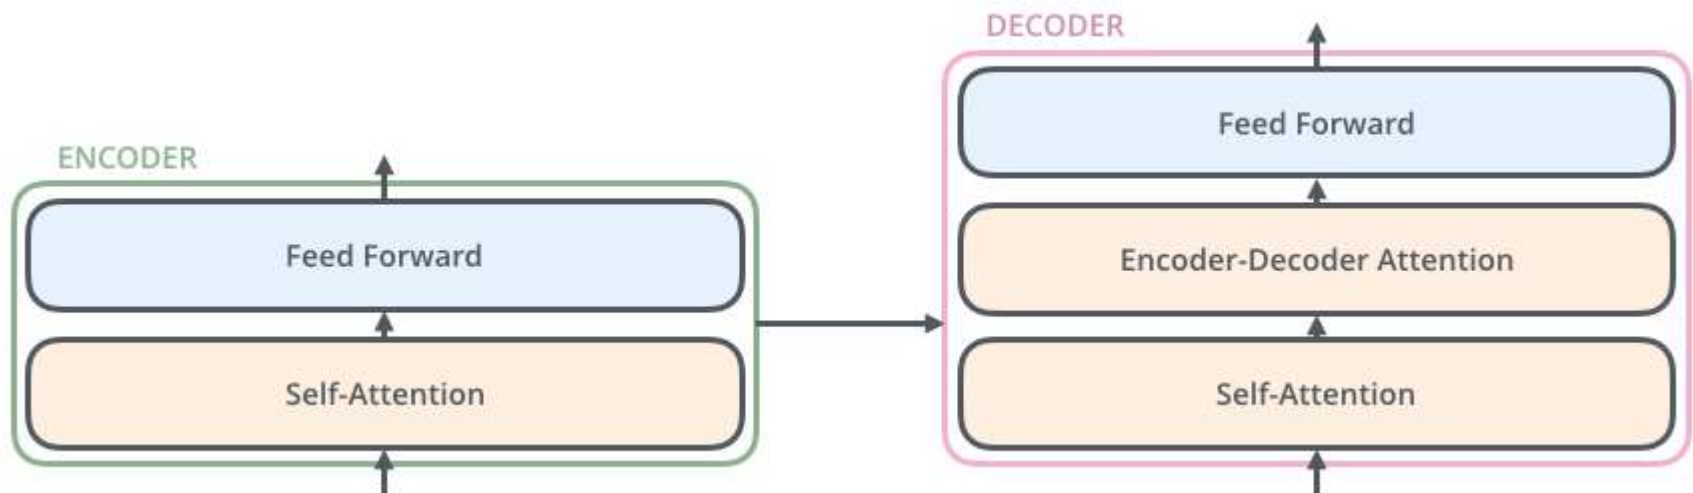 ENCODER
Feed Forward
Self-Attention
DECODER
Feed Forward
Encoder-Decoder Attention
Self-Attention